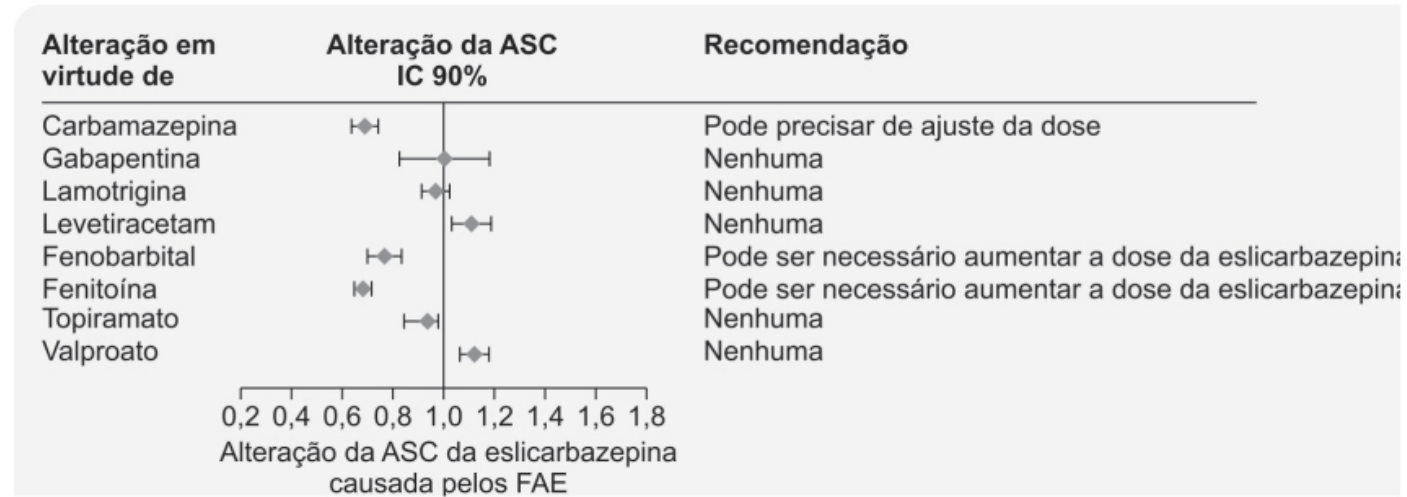 Alteração em virtude de
Alteração da ASC IC 90%
Recomendação
Carbamazepina Pode precisar de ajuste da dose
Gabapentina Nenhuma
Lamotrigina Nenhuma
Levetiracetam Nenhuma
Fenobarbital Pode ser necessário aumentar a dose da eslicarbazepina
Fenitoína Pode ser necessário aumentar a dose da eslicarbazepina
Topiramato Nenhuma
Valproato Nenhuma
0,2 0,4 0,6 0,8 1,0 1,2 1,4 1,6 1,8
Alteração da ASC da eslicarbazepina
causada pelos FAE